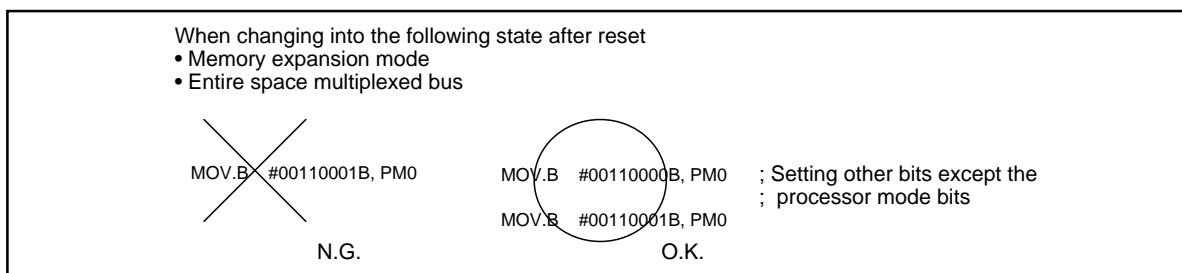 When changing into the following state after reset
• Memory expansion mode
• Entire space multiplexed bus
MOV.B #00110001B, PM0
N.G.
MOV.B #00110000B, PM0 ; Setting other bits except the
; processor mode bits
MOV.B #00110001B, PM0
O.K.